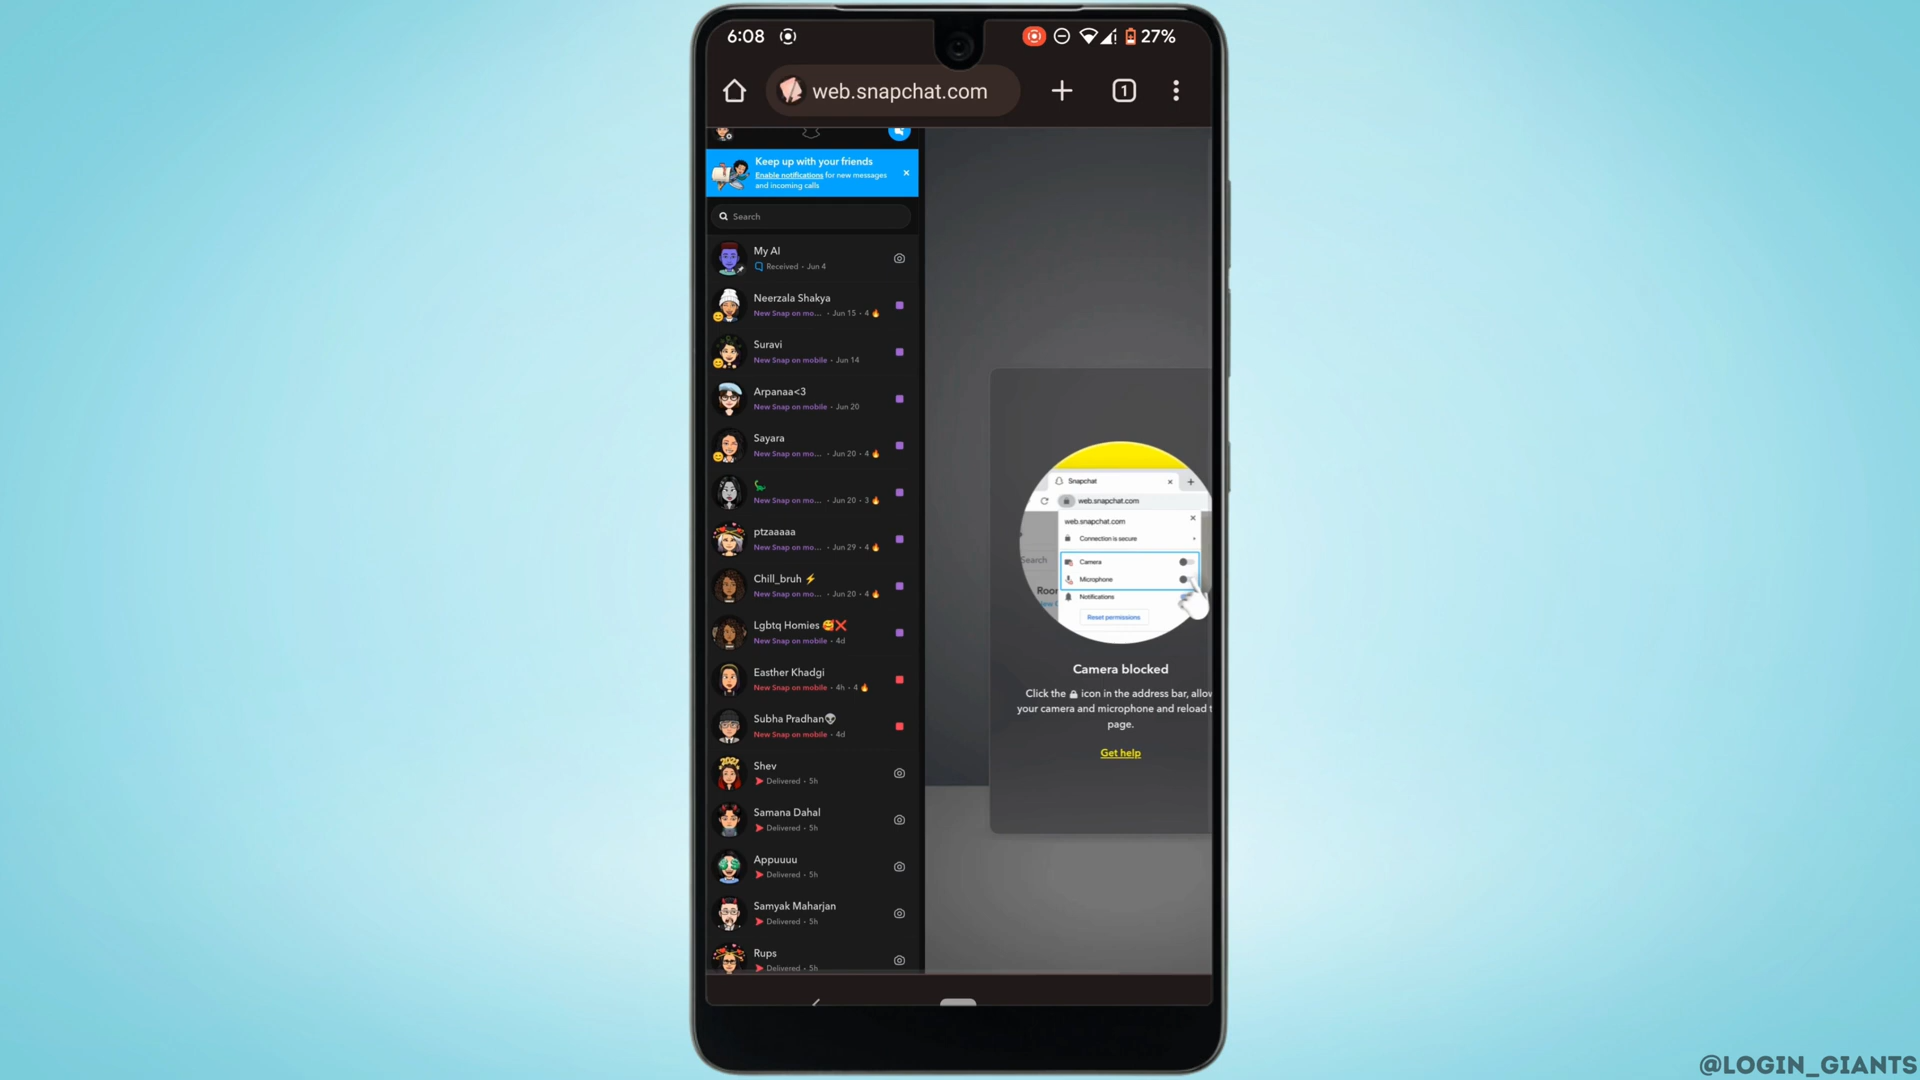 6:08
27%
web.snapchat.com
1
Keep up with your friends
Enable notifications for new messages
and incoming calls
Search
My AI
Received • Jun 4
Neerzala Shakya
New Snap on mo... • Jun 15 • 4 🔥
Suravi
New Snap on mobile • Jun 14
Arpanaa<3
New Snap on mobile • Jun 20
Sayara
New Snap on mo... • Jun 20 • 4 🔥
🦕
New Snap on mo... • Jun 20 • 3 🔥
ptzaaaaa
New Snap on mo... • Jun 29 • 4 🔥
Chill_bruh ⚡
New Snap on mo... • Jun 20 • 4 🔥
Lgbtq Homies 🥰❌
New Snap on mobile • 4d
Easther Khadgi
New Snap on mobile • 4h • 4 🔥
Subha Pradhan👽
New Snap on mobile • 4d
Shev
Delivered • 5h
Samana Dahal
Delivered • 5h
Appuuuu
Delivered • 5h
Samyak Maharjan
Delivered • 5h
Rups
Delivered • 5h
Snapchat
web.snapchat.com
web.snapchat.com
Connection is secure
Search
Camera
Microphone
Notifications
Reset permissions
Camera blocked
Click the 🔒 icon in the address bar, allow
your camera and microphone and reload t
page.
Get help
@LOGIN_GIANTS